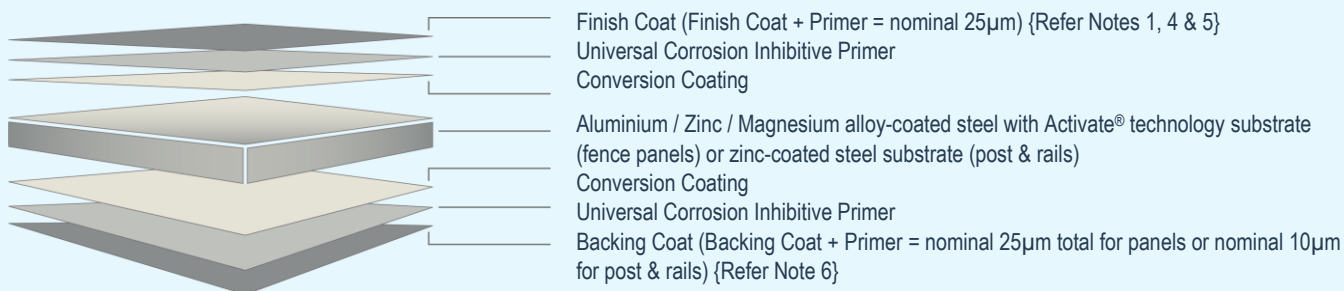 Finish Coat (Finish Coat + Primer = nominal 25µm) {Refer Notes 1, 4 & 5}
Universal Corrosion Inhibitive Primer
Conversion Coating
Aluminium / Zinc / Magnesium alloy-coated steel with Activate® technology substrate
(fence panels) or zinc-coated steel substrate (post & rails)
Conversion Coating
Universal Corrosion Inhibitive Primer
Backing Coat (Backing Coat + Primer = nominal 25µm total for panels or nominal 10µm
for post & rails) {Refer Note 6}